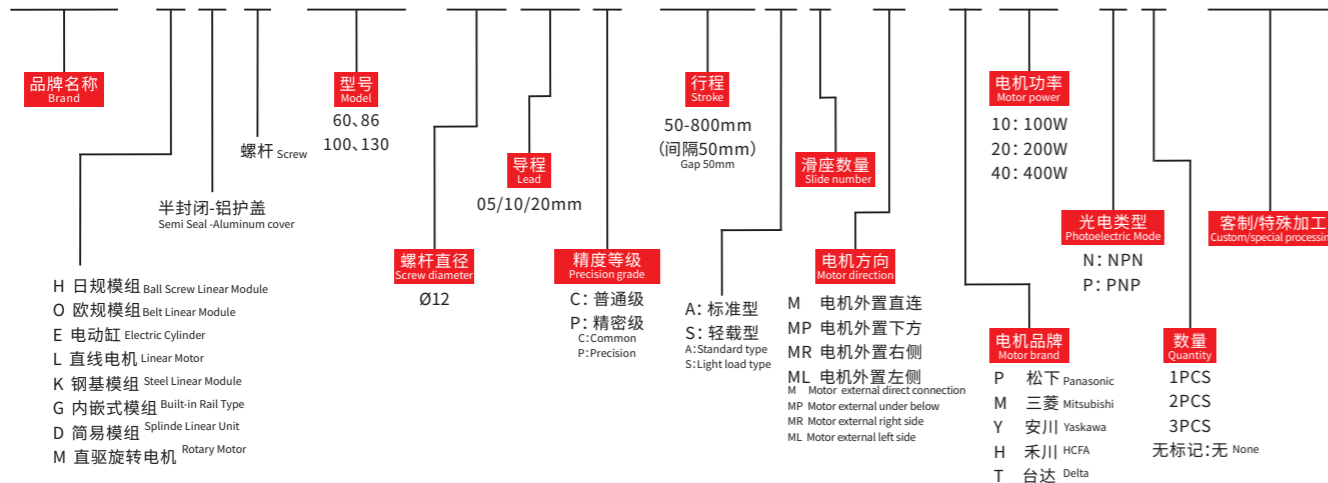 品牌名称
Brand
型号
Model
60、86
100、130
行程
Stroke
50-800mm
（间隔50mm）
Gap 50mm
电机功率
Motor power
10：100W
20：200W
40：400W
螺杆 Screw
导程
Lead
05/10/20mm
滑座数量
Slide number
半封闭-铝护盖
Semi Seal -Aluminum cover
光电类型
Photoelectric Mode
N：NPN
P：PNP
客制/特殊加工
Custom/special processin
螺杆直径
Screw diameter
Ø12
精度等级
Precision grade
C：普通级
P：精密级
C:Common
P:Precision
电机方向
Motor direction
M 电机外置直连
MP 电机外置下方
MR 电机外置右侧
ML 电机外置左侧
M Motor external direct connection
MP Motor external under below
MR Motor external right side
ML Motor external left side
A：标准型
S：轻载型
A:Standard type
S:Light load type
H 日规模组 Ball Screw Linear Module
O 欧规模组 Belt Linear Module
E 电动缸 Electric Cylinder
L 直线电机 Linear Motor
K 钢基模组 Steel Linear Module
G 内嵌式模组 Built-in Rail Type
D 简易模组 Splinde Linear Unit
M 直驱旋转电机 Rotary Motor
电机品牌
Motor brand
P 松下 Panasonic
M 三菱 Mitsubishi
Y 安川 Yaskawa
H 禾川 HCFA
T 台达 Delta
数量
Quantity
1PCS
2PCS
3PCS
无标记：无 None